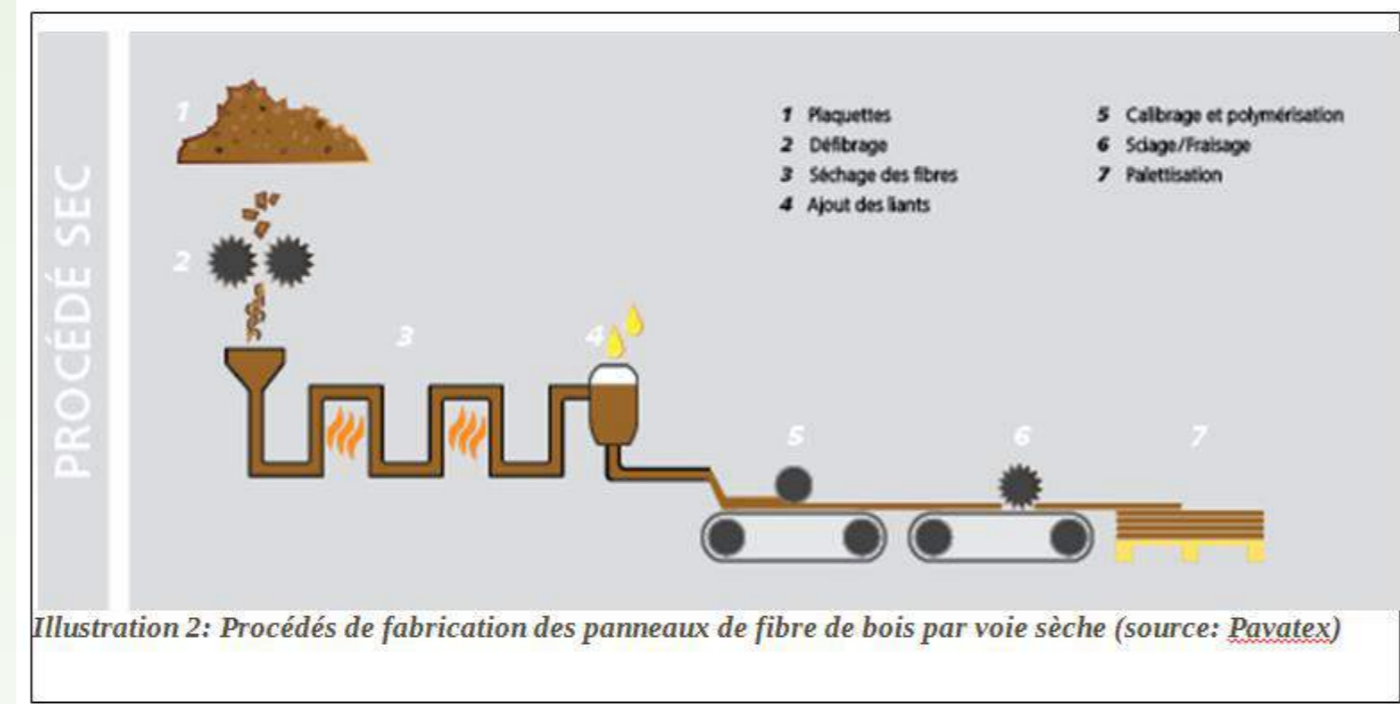 PROCÉDÉ SEC
1
2
3
4
5
6
7
1 Plaquettes
2 Défibrage
3 Séchage des fibres
4 Ajout des liants
5 Calibrage et polymérisation
6 Sciage/Fraisage
7 Palettisation
Illustration 2: Procédés de fabrication des panneaux de fibre de bois par voie sèche (source: Pavatex)